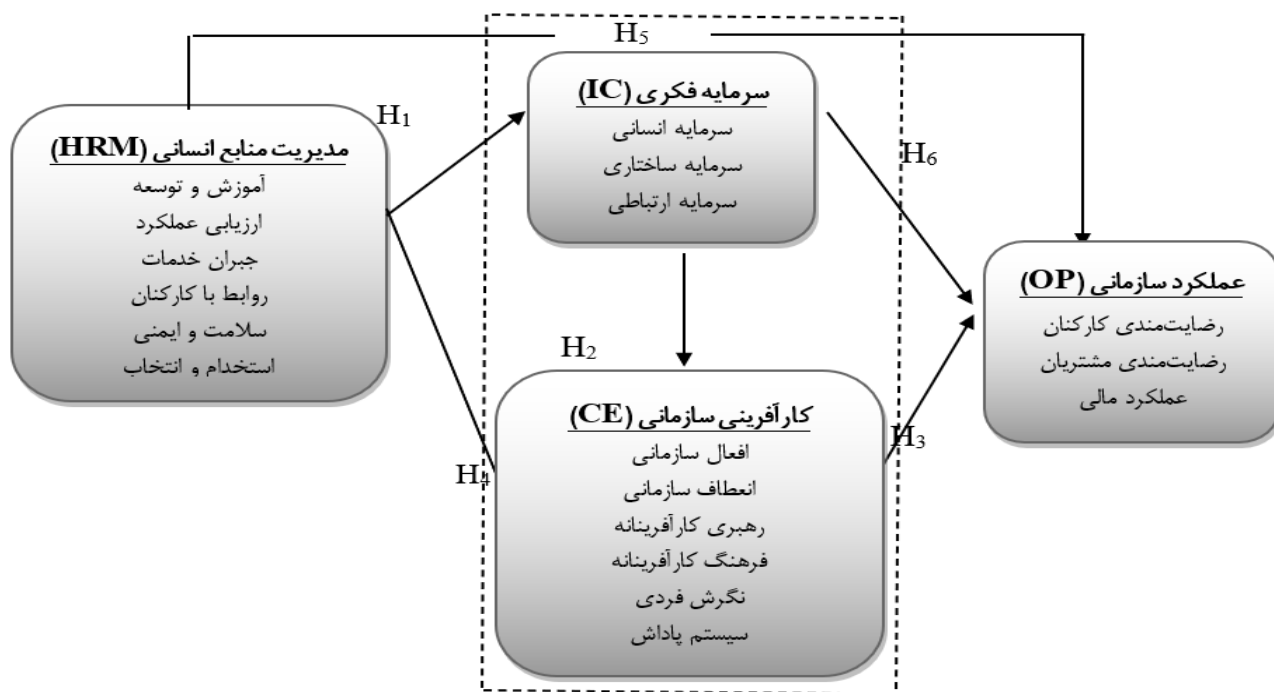 H5
H1
مدیریت منابع انسانی (HRM)
آموزش و توسعه
ارزیابی عملکرد
جبران خدمات
روابط با کارکنان
سلامت و ایمنی
استخدام و انتخاب
سرمایه فکری (IC)
سرمایه انسانی
سرمایه ساختاری
سرمایه ارتباطی
H6
عملکرد سازمانی (OP)
رضایت‌مندی کارکنان
رضایت‌مندی مشتریان
عملکرد مالی
H2
کارآفرینی سازمانی (CE)
افعال سازمانی
انعطاف سازمانی
رهبری کارآفرینانه
فرهنگ کارآفرینانه
نگرش فردی
سیستم پاداش
H3
H4